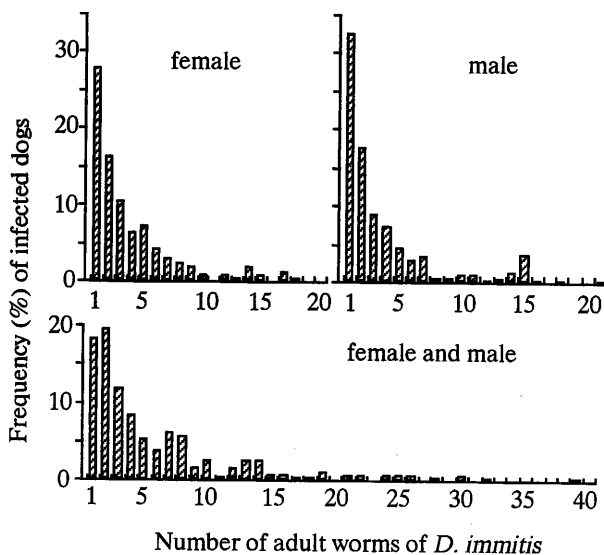 Frequency (%) of infected dogs
30
20
10
0
female
1 5 10 15 20
male
1 5 10 15 20
20
10
0
female and male
1 5 10 15 20 25 30 35 40
Number of adult worms of D. immitis